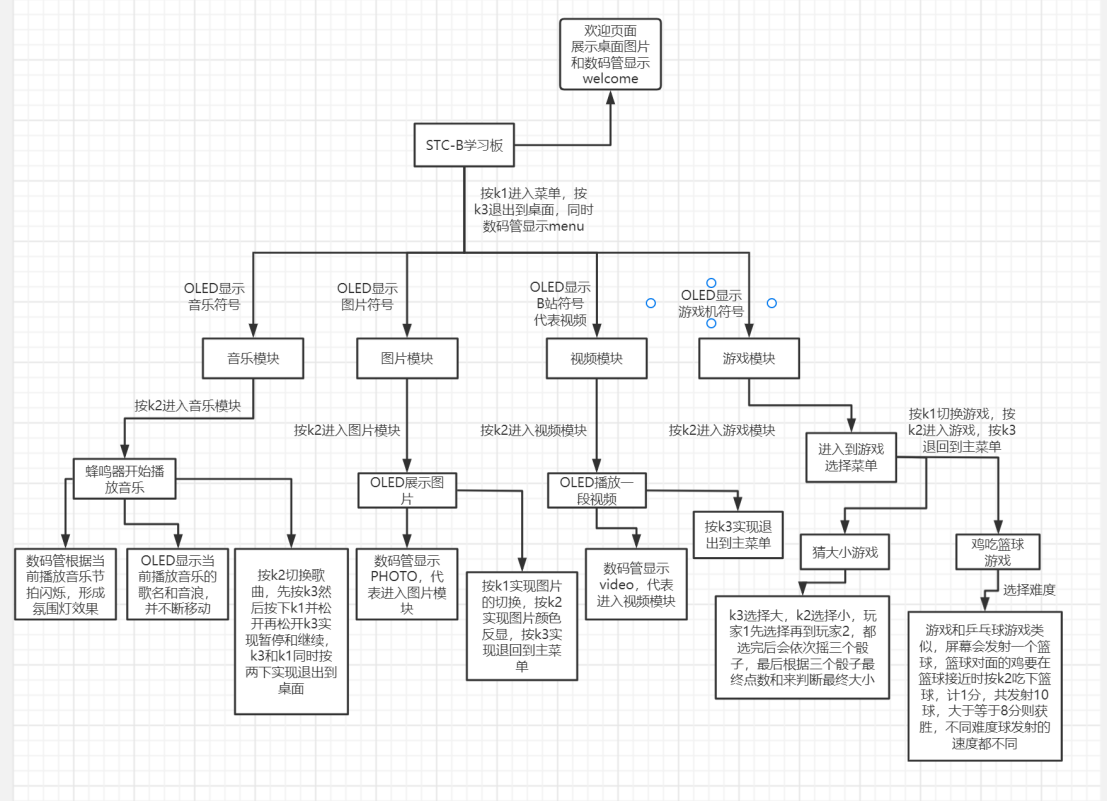 欢迎页面
展示桌面图片
和数码管显示
welcome
STC-B学习板
按k1进入菜单，按
k3退出到桌面，同时
数码管显示menu
OLED显示
音乐符号
OLED显示
图片符号
OLED显示
B站符号
代表视频
OLED显示
游戏机符号
音乐模块
图片模块
视频模块
游戏模块
按k2进入音乐模块
按k2进入图片模块
按k2进入视频模块
按k2进入游戏模块
按k1切换游戏，按
k2进入游戏，按k3
退回到主菜单
蜂鸣器开始播
放音乐
OLED展示图
片
OLED播放一
段视频
进入到游戏
选择菜单
按k3实现退
出到主菜单
猜大小游戏
鸡吃篮球
游戏
选择难度
数码管根据当
前播放音乐节
拍闪烁，形成
氛围灯效果
OLED显示当
前播放音乐的
歌名和音浪，
并不断移动
按k2切换歌
曲，先按k3然
后按下k1并松
开再松开k3实
现暂停和继续，
k3和k1同时按
两下实现退出到
桌面
数码管显示
PHOTO，代
表进入图片模
块
按k1实现图片
的切换，按k2
实现图片颜色
反显，按k3实
现退回到主菜
单
数码管显示
video，代表
进入视频模块
k3选择大，k2选择小，玩
家1先选择再到玩家2，都
选完后会依次摇三个骰
子，最后根据三个骰子最
终点数和来判断最终大小
游戏和乒乓球游戏类
似，屏幕会发射一个篮
球，篮球对面的鸡要在
篮球接近时按k2吃下篮
球，计1分，共发射10
球，大于等于8分则获
胜，不同难度球发射的
速度都不同